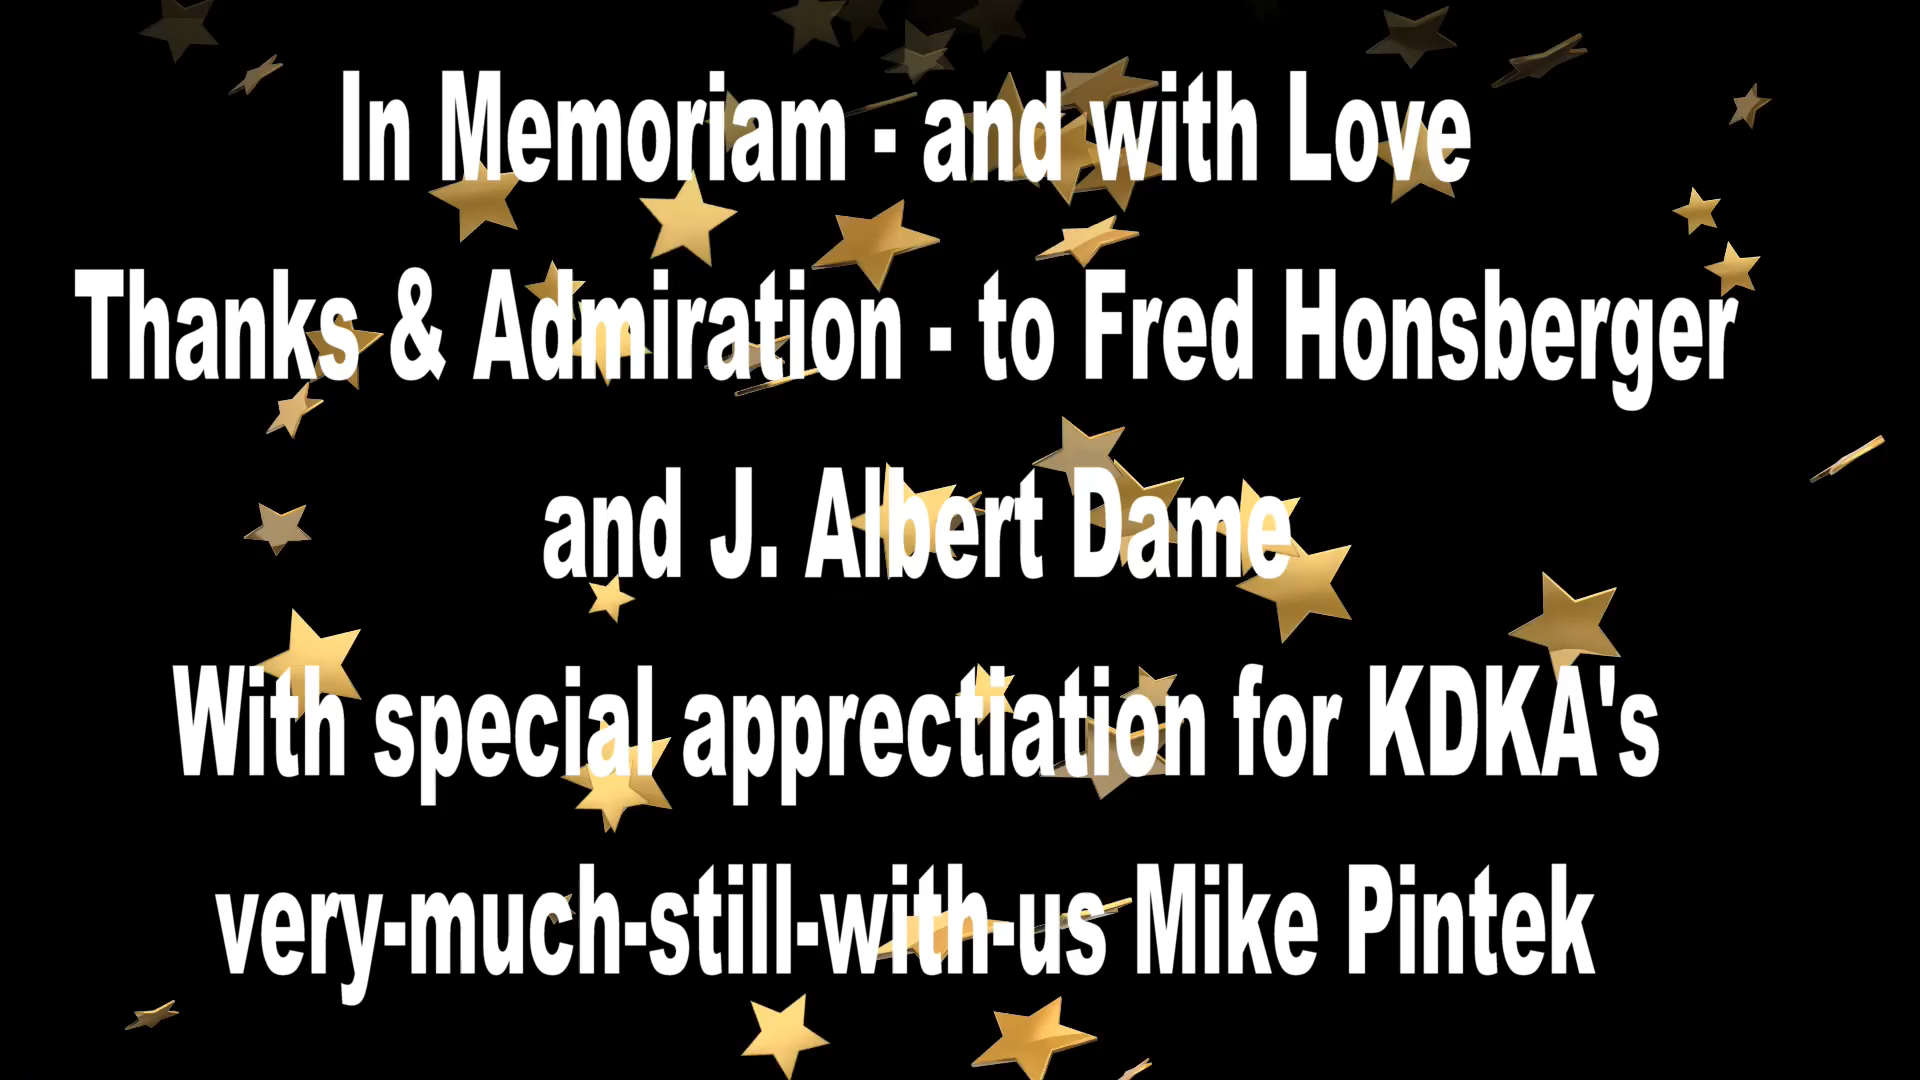 In Memoriam - and with Love
Thanks & Admiration - to Fred Honsberger
and J. Albert Dame
With special apprectiation for KDKA's
very-much-still-with-us Mike Pintek